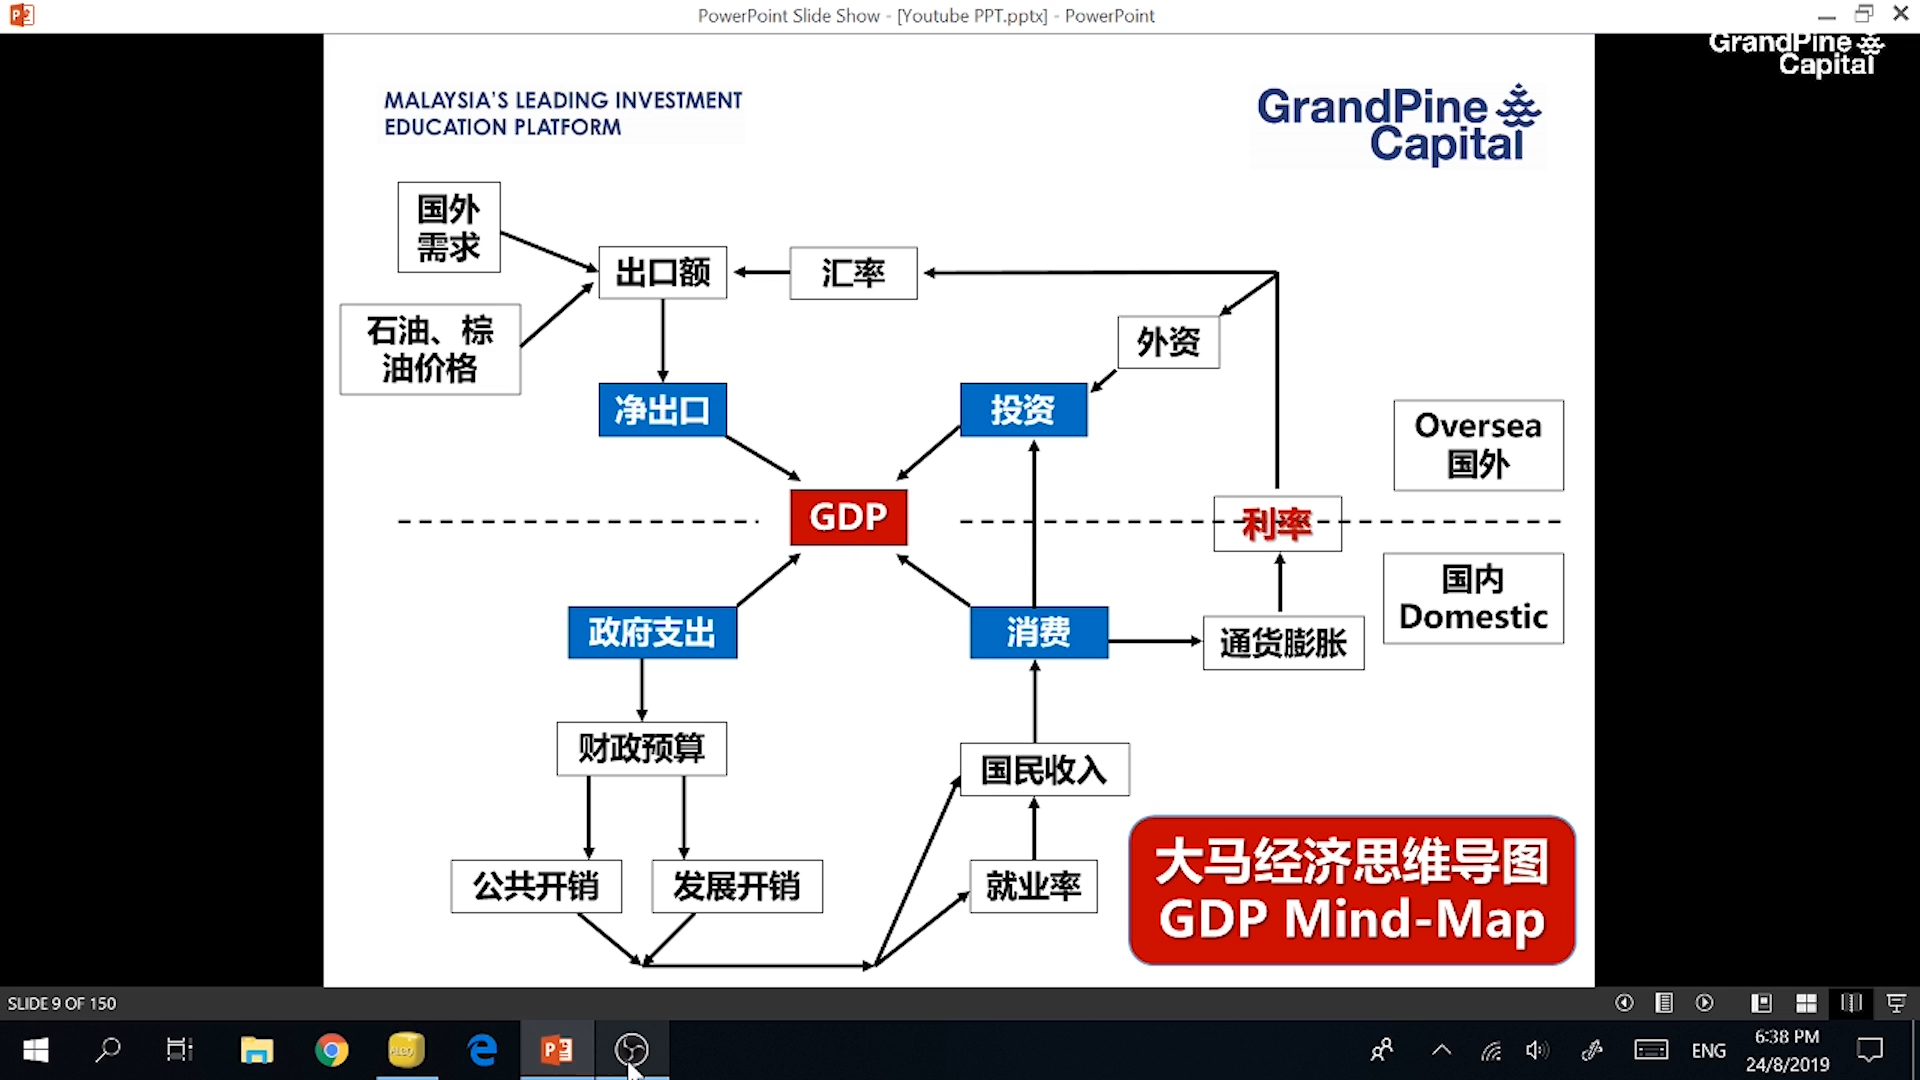 PowerPoint Slide Show - [Youtube PPT.pptx] - PowerPoint
GrandPine
Capital
MALAYSIA'S LEADING INVESTMENT
EDUCATION PLATFORM
GrandPine
Capital
国外
需求
出口额
汇率
石油、棕
油价格
外资
净出口
投资
Oversea
国外
GDP
利率
国内
Domestic
政府支出
消费
通货膨胀
财政预算
国民收入
公共开销
发展开销
就业率
大马经济思维导图
GDP Mind-Map
SLIDE 9 OF 150
ALGO
ENG
6:38 PM
24/8/2019